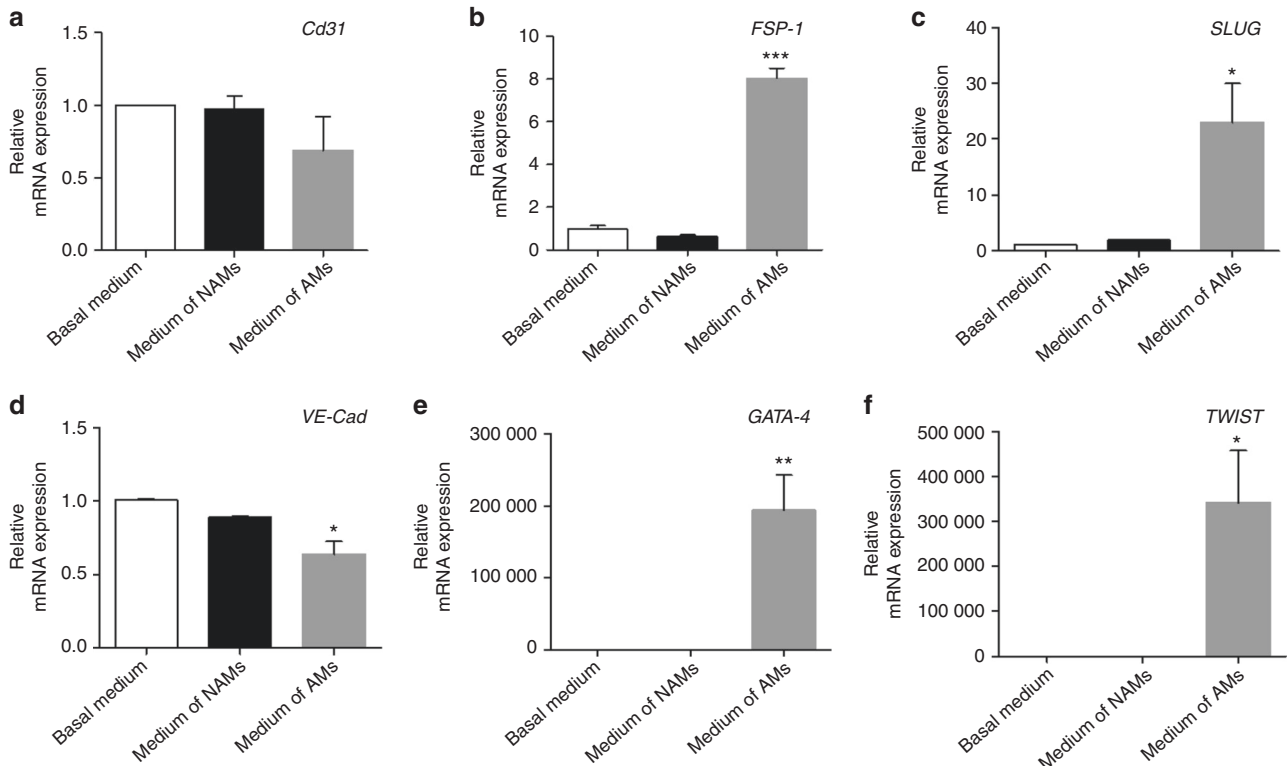 a
Cd31
Relative
mRNA expression
1.5
1.0
0.5
0.0
Basal medium
Medium of NAMs
Medium of AMs
b
FSP-1
Relative
mRNA expression
10
8
6
4
2
0
***
Basal medium
Medium of NAMs
Medium of AMs
c
SLUG
Relative
mRNA expression
40
30
20
10
0
*
Basal medium
Medium of NAMs
Medium of AMs
d
VE-Cad
Relative
mRNA expression
1.5
1.0
0.5
0.0
*
Basal medium
Medium of NAMs
Medium of AMs
e
GATA-4
Relative
mRNA expression
300 000
200 000
100 000
0
**
Basal medium
Medium of NAMs
Medium of AMs
f
TWIST
Relative
mRNA expression
500 000
400 000
300 000
200 000
100 000
0
*
Basal medium
Medium of NAMs
Medium of AMs